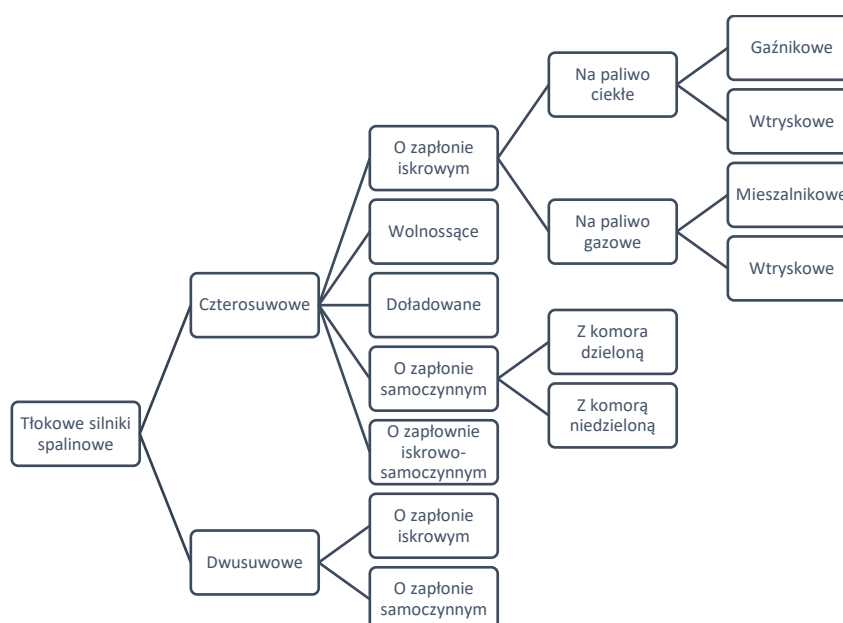 Tłokowe silniki
spalinowe
Czterosuwowe
O zapłonie
iskrowym
Na paliwo
ciekłe
Gaźnikowe
Wtryskowe
Na paliwo
gazowe
Mieszalnikowe
Wtryskowe
Wolnossące
Doładowane
O zapłonie
samoczynnym
Z komora
dzieloną
Z komorą
niedzieloną
O zapłownie
iskrowo-
samoczynnym
Dwusuwowe
O zapłonie
iskrowym
O zapłonie
samoczynnym